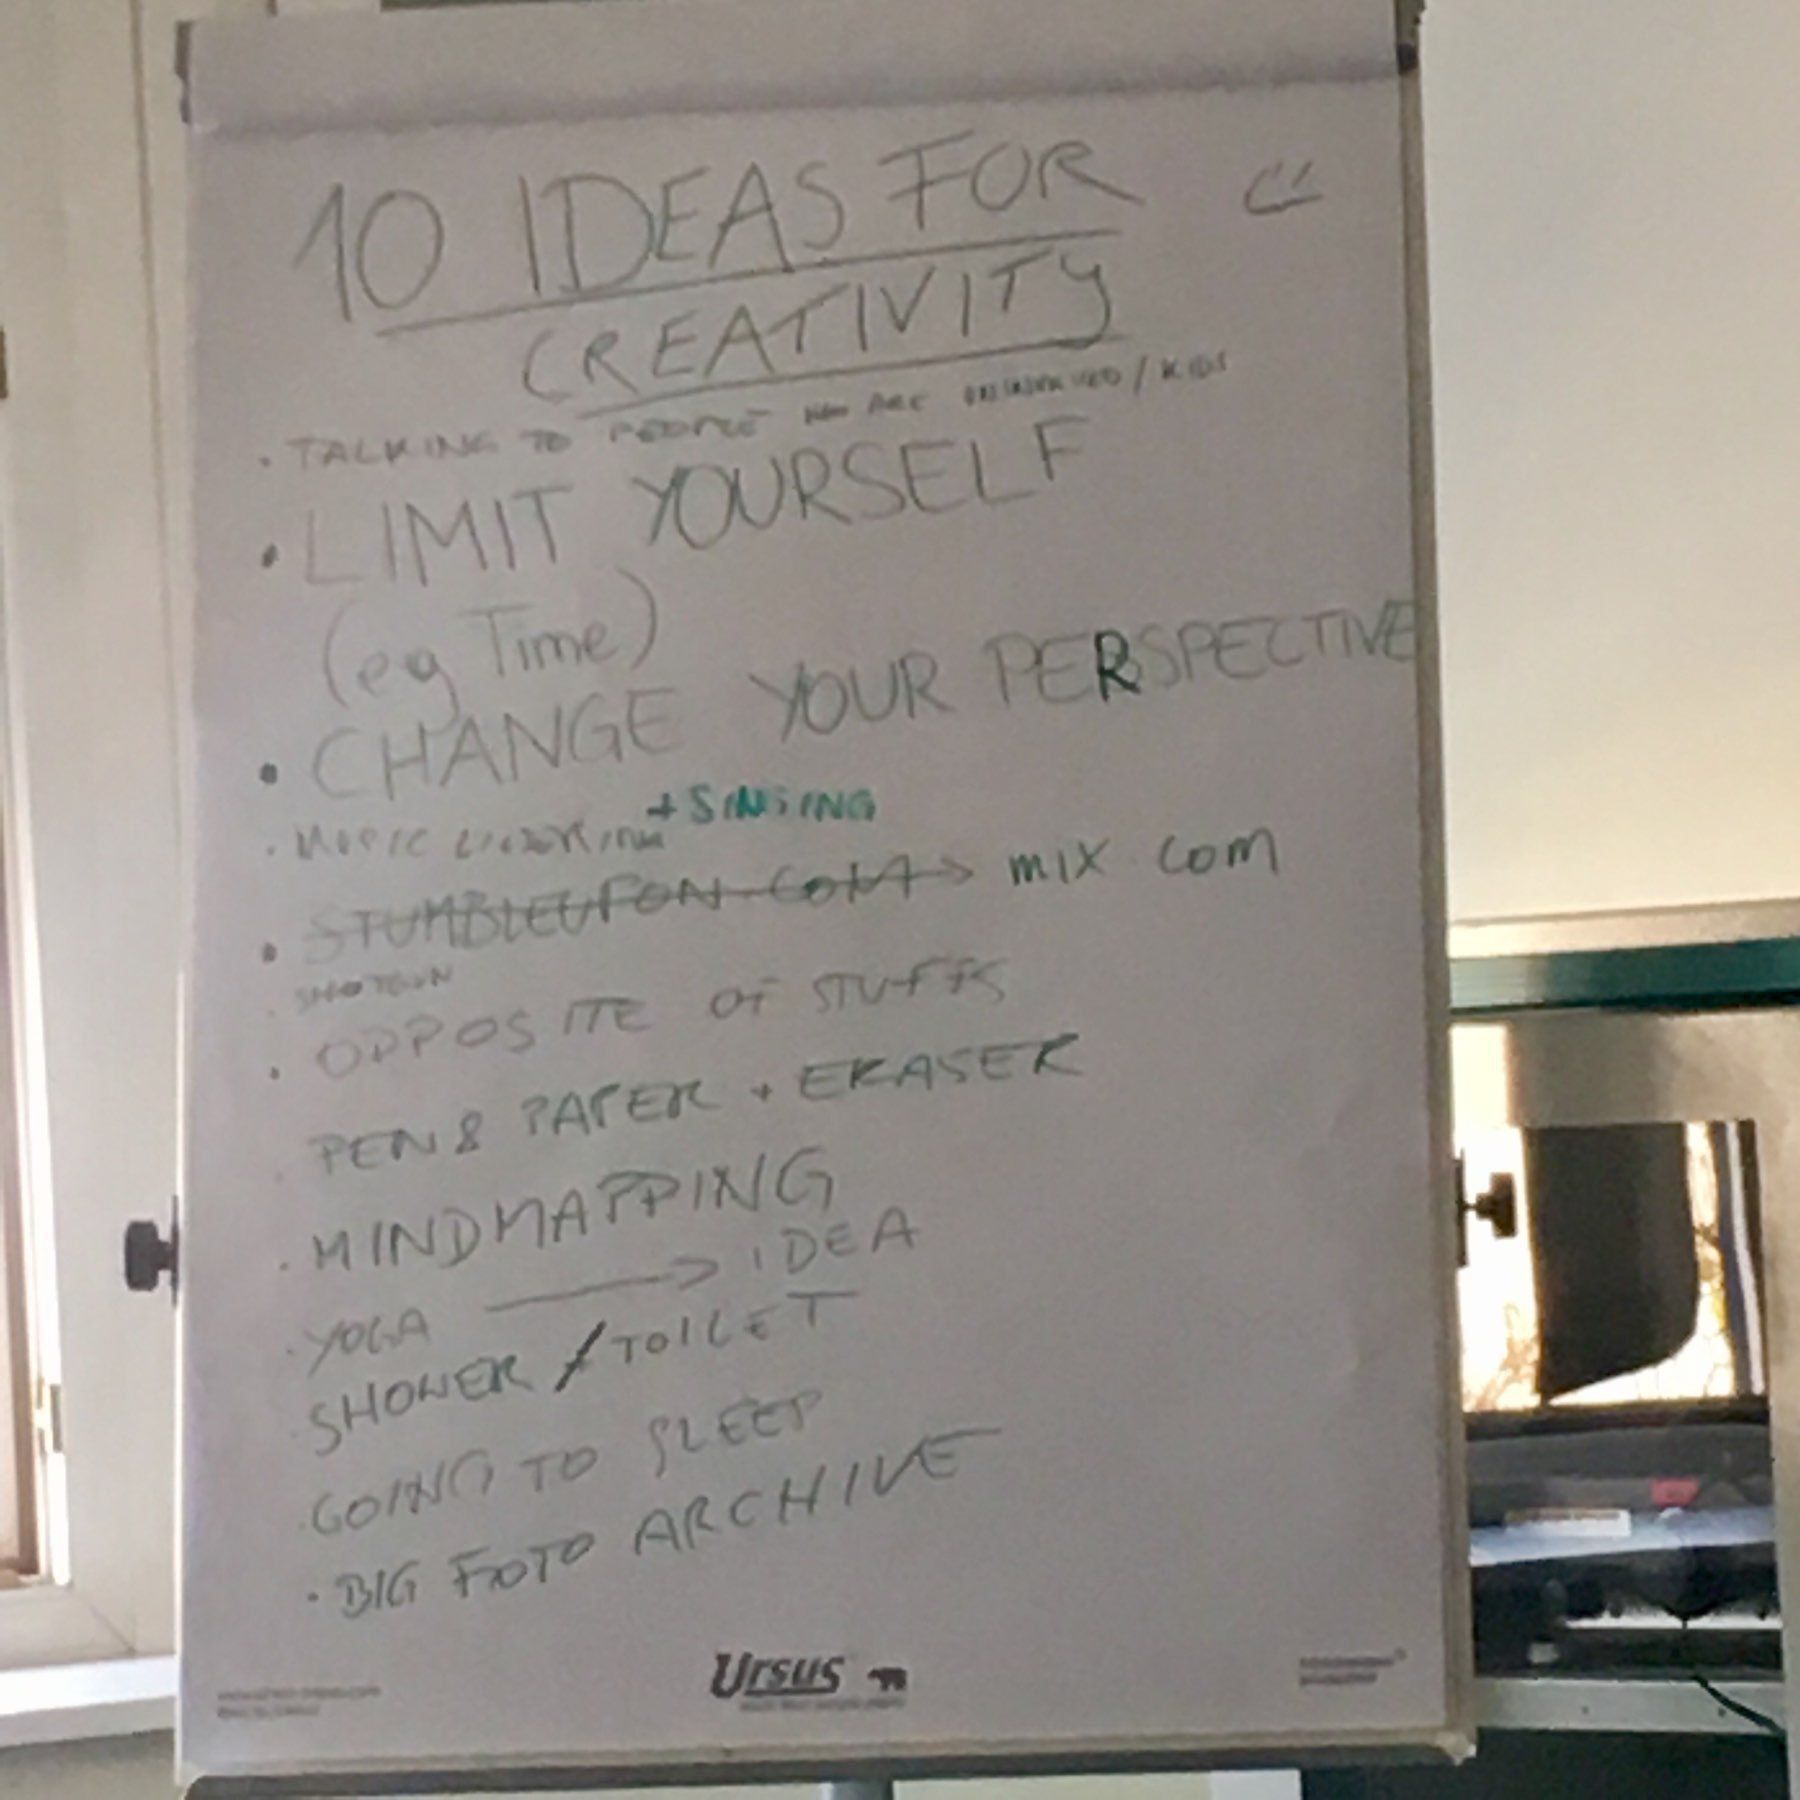 10 IDEAS FOR
CREATIVITY
• TALKING TO PEOPLE WHO ARE UNINVOLVED / KIDS
• LIMIT YOURSELF
(eg Time)
• CHANGE YOUR PERSPECTIVE
• MUSIC + SINGING
• STUMBLEUPON.COM → mix.com
• SHOTGUN
• OPPOSITE OF STUFFS
• PEN & PAPER + ERASER
• MINDMAPPING
• YOGA → IDEA
• SHOWER / TOILET
• GOING TO SLEEP
• BIG FOTO ARCHIVE
Ursus